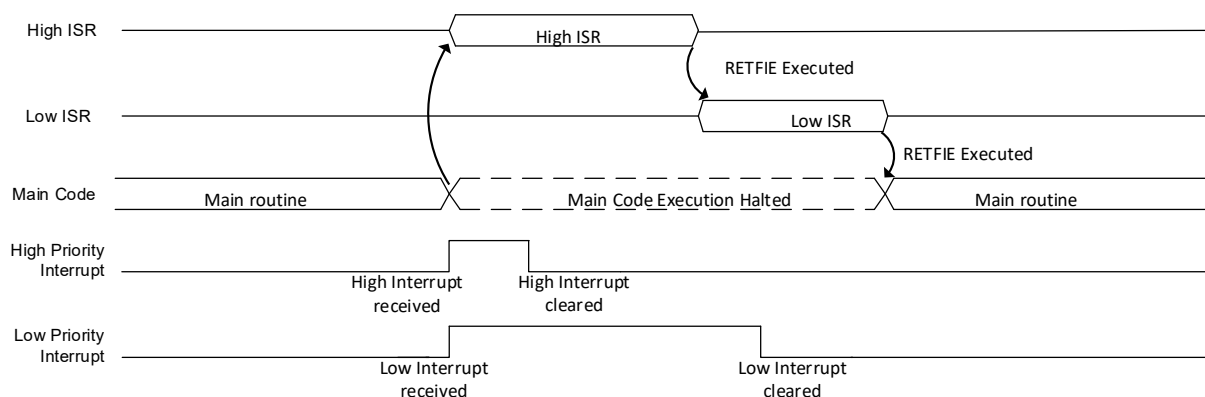 High ISR
High ISR
RETFIE Executed
Low ISR
Low ISR
RETFIE Executed
Main Code
Main routine
Main Code Execution Halted
Main routine
High Priority
Interrupt
High Interrupt
received
High Interrupt
cleared
Low Priority
Interrupt
Low Interrupt
received
Low Interrupt
cleared